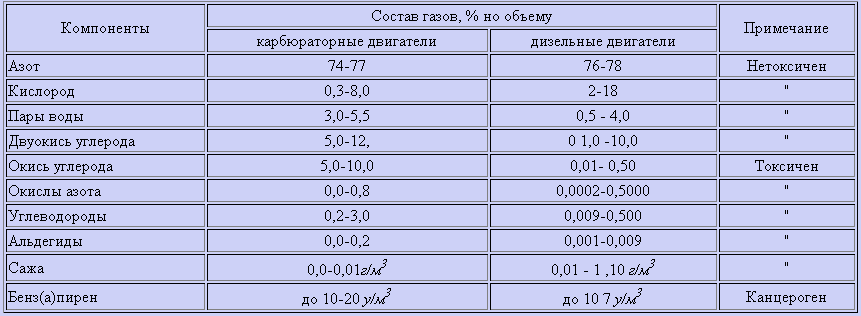 Компоненты Состав газов, % но объему Примечание
карбюраторные двигатели дизельные двигатели
Азот 74-77 76-78 Нетоксичен
Кислород 0,3-8,0 2-18 "
Пары воды 3,0-5,5 0,5 - 4,0 "
Двуокись углерода 5,0-12, 0 1,0 -10,0 "
Окись углерода 5,0-10,0 0,01- 0,50 Токсичен
Окислы азота 0,0-0,8 0,0002-0,5000 "
Углеводороды 0,2-3,0 0,009-0,500 "
Альдегиды 0,0-0,2 0,001-0,009 "
Сажа 0,0-0,01г/м³ 0,01 - 1 ,10 г/м³ "
Бенз(а)пирен до 10-20 у/м³ до 10 7 у/м³ Канцероген